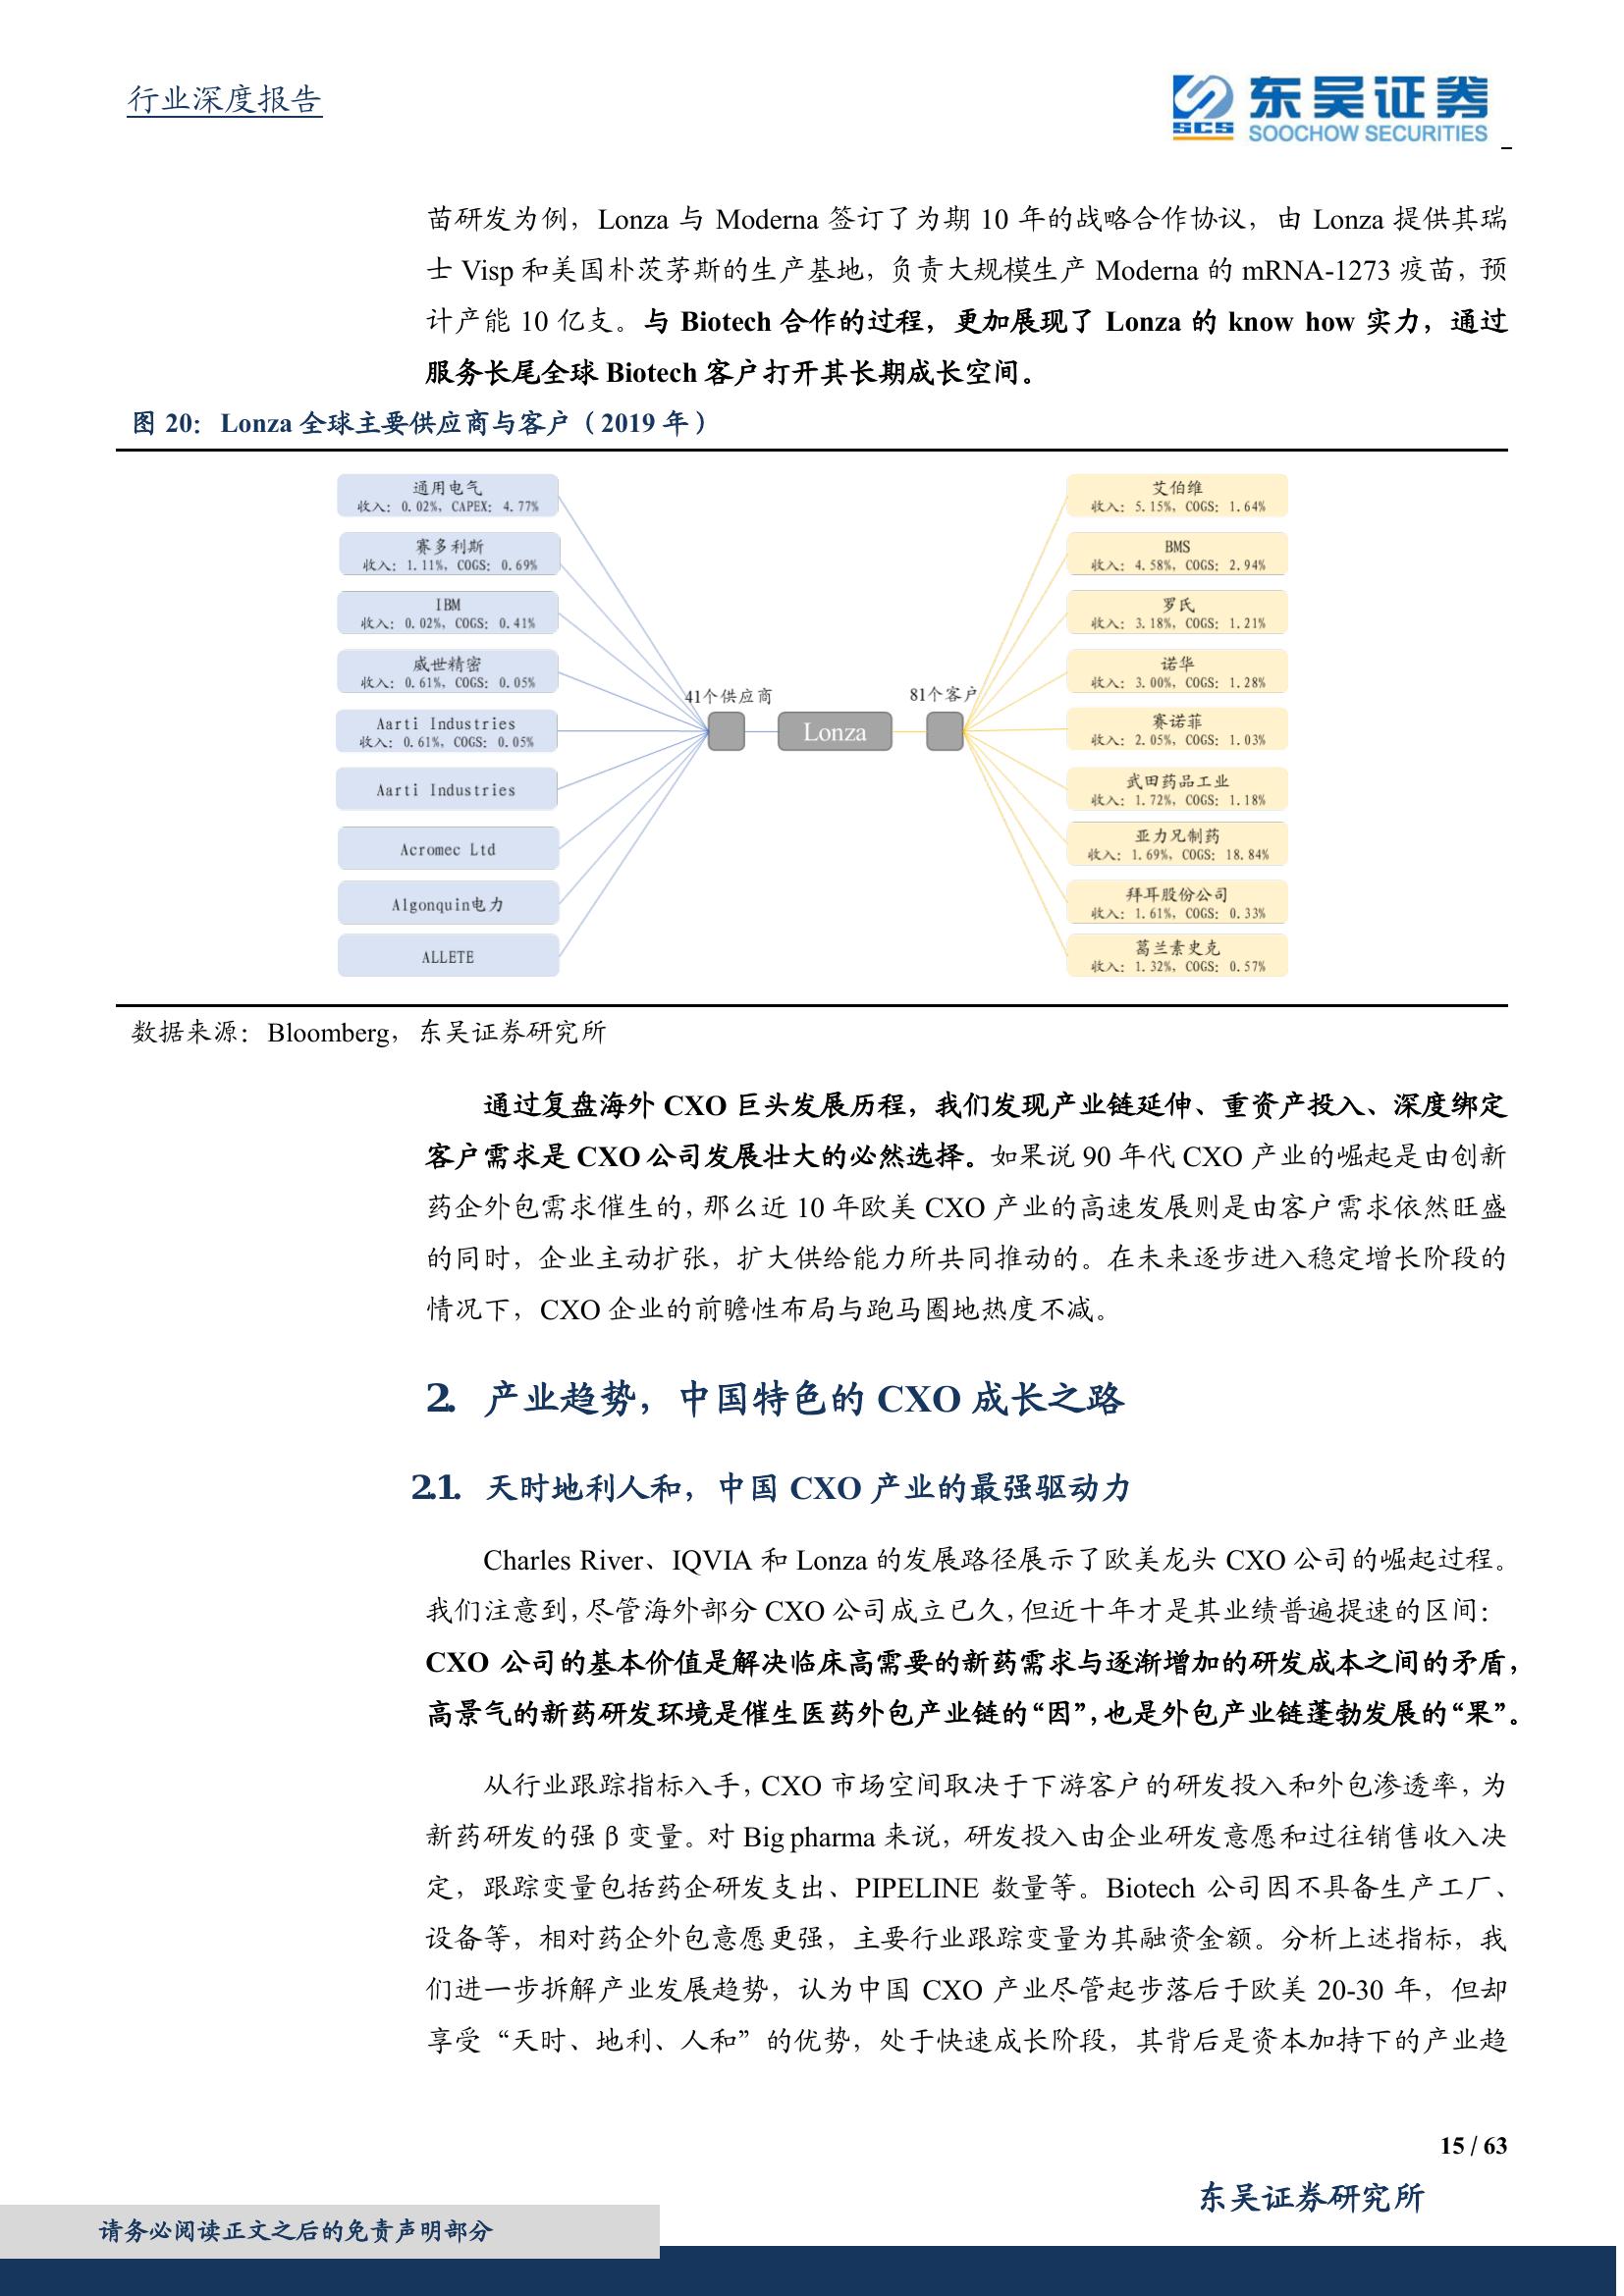 行业深度报告
东吴证券
SCS
SOOCHOW SECURITIES
苗研发为例，Lonza 与 Moderna 签订了为期 10 年的战略合作协议，由 Lonza 提供其瑞
士 Visp 和美国朴茨茅斯的生产基地，负责大规模生产 Moderna 的 mRNA-1273 疫苗，预
计产能 10 亿支。与 Biotech 合作的过程，更加展现了 Lonza 的 know how 实力，通过
服务长尾全球 Biotech 客户打开其长期成长空间。
图 20： Lonza 全球主要供应商与客户（2019 年）
通用电气
收入: 0.02%, CAPEX: 4.77%
赛多利斯
收入: 1.11%, COGS: 0.69%
IBM
收入: 0.02%, COGS: 0.41%
威世精密
收入: 0.61%, COGS: 0.05%
Aarti Industries
收入: 0.61%, COGS: 0.05%
Aarti Industries
Acromec Ltd
Algonquin电力
ALLETE
41个供应商
Lonza
81个客户
艾伯维
收入: 5.15%, COGS: 1.64%
BMS
收入: 4.58%, COGS: 2.94%
罗氏
收入: 3.18%, COGS: 1.21%
诺华
收入: 3.00%, COGS: 1.28%
赛诺菲
收入: 2.05%, COGS: 1.03%
武田药品工业
收入: 1.72%, COGS: 1.18%
亚力兄制药
收入: 1.69%, COGS: 18.84%
拜耳股份公司
收入: 1.61%, COGS: 0.33%
葛兰素史克
收入: 1.32%, COGS: 0.57%
数据来源：Bloomberg，东吴证券研究所
通过复盘海外 CXO 巨头发展历程，我们发现产业链延伸、重资产投入、深度绑定
客户需求是 CXO 公司发展壮大的必然选择。如果说 90 年代 CXO 产业的崛起是由创新
药企外包需求催生的，那么近 10 年欧美 CXO 产业的高速发展则是由客户需求依然旺盛
的同时，企业主动扩张，扩大供给能力所共同推动的。在未来逐步进入稳定增长阶段的
情况下，CXO 企业的前瞻性布局与跑马圈地热度不减。
2. 产业趋势，中国特色的 CXO 成长之路
2.1. 天时地利人和，中国 CXO 产业的最强驱动力
Charles River、IQVIA 和 Lonza 的发展路径展示了欧美龙头 CXO 公司的崛起过程。
我们注意到，尽管海外部分 CXO 公司成立已久，但近十年才是其业绩普遍提速的区间：
CXO 公司的基本价值是解决临床高需要的新药需求与逐渐增加的研发成本之间的矛盾，
高景气的新药研发环境是催生医药外包产业链的“因”，也是外包产业链蓬勃发展的“果”。
从行业跟踪指标入手，CXO 市场空间取决于下游客户的研发投入和外包渗透率，为
新药研发的强 β 变量。对 Big pharma 来说，研发投入由企业研发意愿和过往销售收入决
定，跟踪变量包括药企研发支出、PIPELINE 数量等。Biotech 公司因不具备生产工厂、
设备等，相对药企外包意愿更强，主要行业跟踪变量为其融资金额。分析上述指标，我
们进一步拆解产业发展趋势，认为中国 CXO 产业尽管起步落后于欧美 20-30 年，但却
享受“天时、地利、人和”的优势，处于快速成长阶段，其背后是资本加持下的产业趋
15 / 63
东吴证券研究所
请务必阅读正文之后的免责声明部分